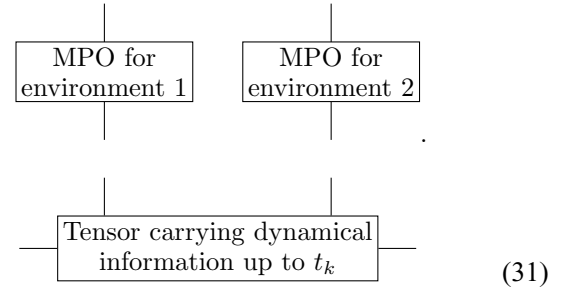 MPO for
environment 1
MPO for
environment 2
.
Tensor carrying dynamical
information up to t_k
(31)